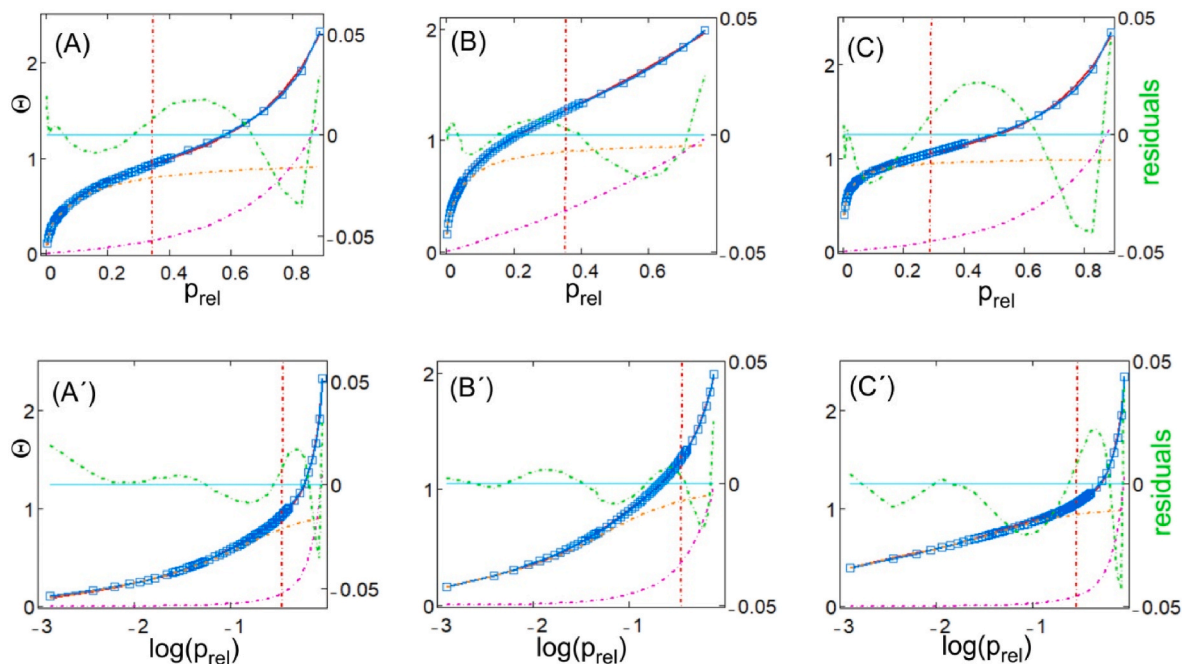 (A)
2
Θ
1
0
0 0.2 0.4 0.6 0.8
p_rel
0.05
0
-0.05
(B)
2
1
0
0 0.2 0.4 0.6
p_rel
0.05
0
-0.05
(C)
2
1
0
0 0.2 0.4 0.6 0.8
p_rel
0.05
0
-0.05
residuals
(A´)
2
Θ
1
0
-3 -2 -1
log(p_rel)
0.05
0
-0.05
(B´)
2
1
0
-3 -2 -1
log(p_rel)
0.05
0
-0.05
(C´)
2
1
0
-3 -2 -1
log(p_rel)
0.05
0
-0.05
residuals